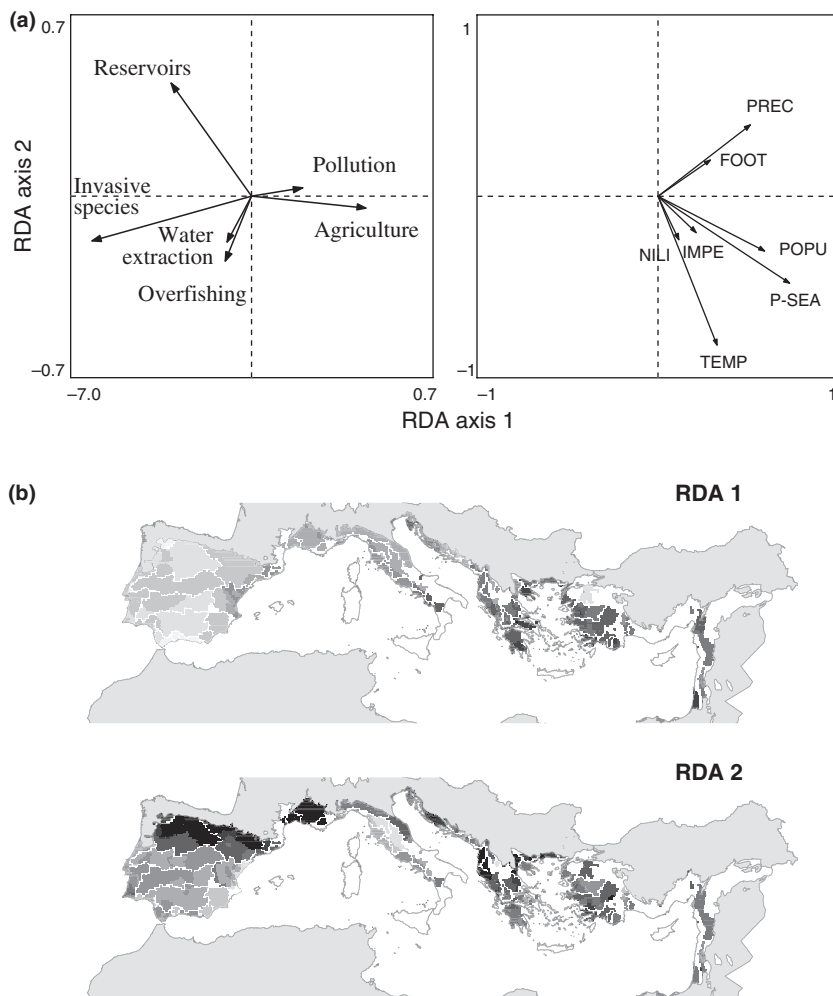 (a)
0.7
Reservoirs
Pollution
Invasive
species
Water
extraction
Agriculture
Overfishing
RDA axis 2
−0.7
−7.0
0.7
1
PREC
FOOT
NILI
IMPE
POPU
P-SEA
TEMP
−1
−1
1
RDA axis 1
(b)
RDA 1
RDA 2